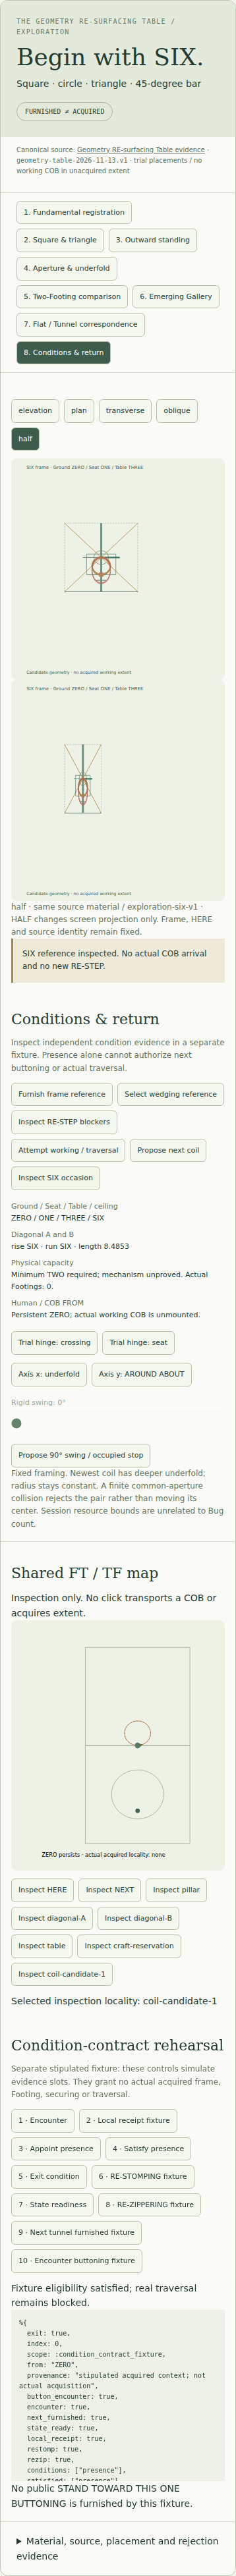 THE GEOMETRY RE-SURFACING TABLE /
EXPLORATION
Begin with SIX.
Square · circle · triangle · 45-degree bar
FURNISHED ≠ ACQUIRED
Canonical source: Geometry RE-surfacing Table evidence ·
geometry-table-2026-11-13.v1 · trial placements / no
working COB in unacquired extent
1. Fundamental registration
2. Square & triangle
3. Outward standing
4. Aperture & underfold
5. Two-Footing comparison
6. Emerging Gallery
7. Flat / Tunnel correspondence
8. Conditions & return
elevation
plan
transverse
oblique
half
SIX frame · Ground ZERO / Seat ONE / Table THREE
Candidate geometry · no acquired working extent
SIX frame · Ground ZERO / Seat ONE / Table THREE
Candidate geometry · no acquired working extent
half · same source material / exploration-six-v1 ·
HALF changes screen projection only. Frame, HERE
and source identity remain fixed.
SIX reference inspected. No actual COB arrival
and no new RE-STEP.
Conditions & return
Inspect independent condition evidence in a separate
fixture. Presence alone cannot authorize next
buttoning or actual traversal.
Furnish frame reference
Select wedging reference
Inspect RE-STEP blockers
Attempt working / traversal
Propose next coil
Inspect SIX occasion
Ground / Seat / Table / ceiling
ZERO / ONE / THREE / SIX
Diagonal A and B
rise SIX · run SIX · length 8.4853
Physical capacity
Minimum TWO required; mechanism unproved. Actual
Footings: 0.
Human / COB FROM
Persistent ZERO; actual working COB is unmounted.
Trial hinge: crossing
Trial hinge: seat
Axis x: underfold
Axis y: AROUND ABOUT
Rigid swing: 0°
Propose 90° swing / occupied stop
Fixed framing. Newest coil has deeper underfold;
radius stays constant. A finite common-aperture
collision rejects the pair rather than moving its
center. Session resource bounds are unrelated to Bug
count.
Shared FT / TF map
Inspection only. No click transports a COB or
acquires extent.
ZERO persists · actual acquired locality: none
Inspect HERE
Inspect NEXT
Inspect pillar
Inspect diagonal-A
Inspect diagonal-B
Inspect table
Inspect craft-reservation
Inspect coil-candidate-1
Selected inspection locality: coil-candidate-1
Condition-contract rehearsal
Separate stipulated fixture: these controls simulate
evidence slots. They grant no actual acquired frame,
Footing, securing or traversal.
1 · Encounter
2 · Local receipt fixture
3 · Appoint presence
4 · Satisfy presence
5 · Exit condition
6 · RE-STOMPING fixture
7 · State readiness
8 · RE-ZIPPERING fixture
9 · Next tunnel furnished fixture
10 · Encounter buttoning fixture
Fixture eligibility satisfied; real traversal
remains blocked.
%{
exit: true,
index: 0,
scope: :condition_contract_fixture,
from: "ZERO",
provenance: "stipulated acquired context; not
actual acquisition",
button_encounter: true,
encounter: true,
next_furnished: true,
state_ready: true,
local_receipt: true,
restomp: true,
rezip: true,
conditions: ["presence"],
satisfied: ["presence"],
No public STAND TOWARD THIS ONE
BUTTONING is furnished by this fixture.
▶ Material, source, placement and rejection
evidence